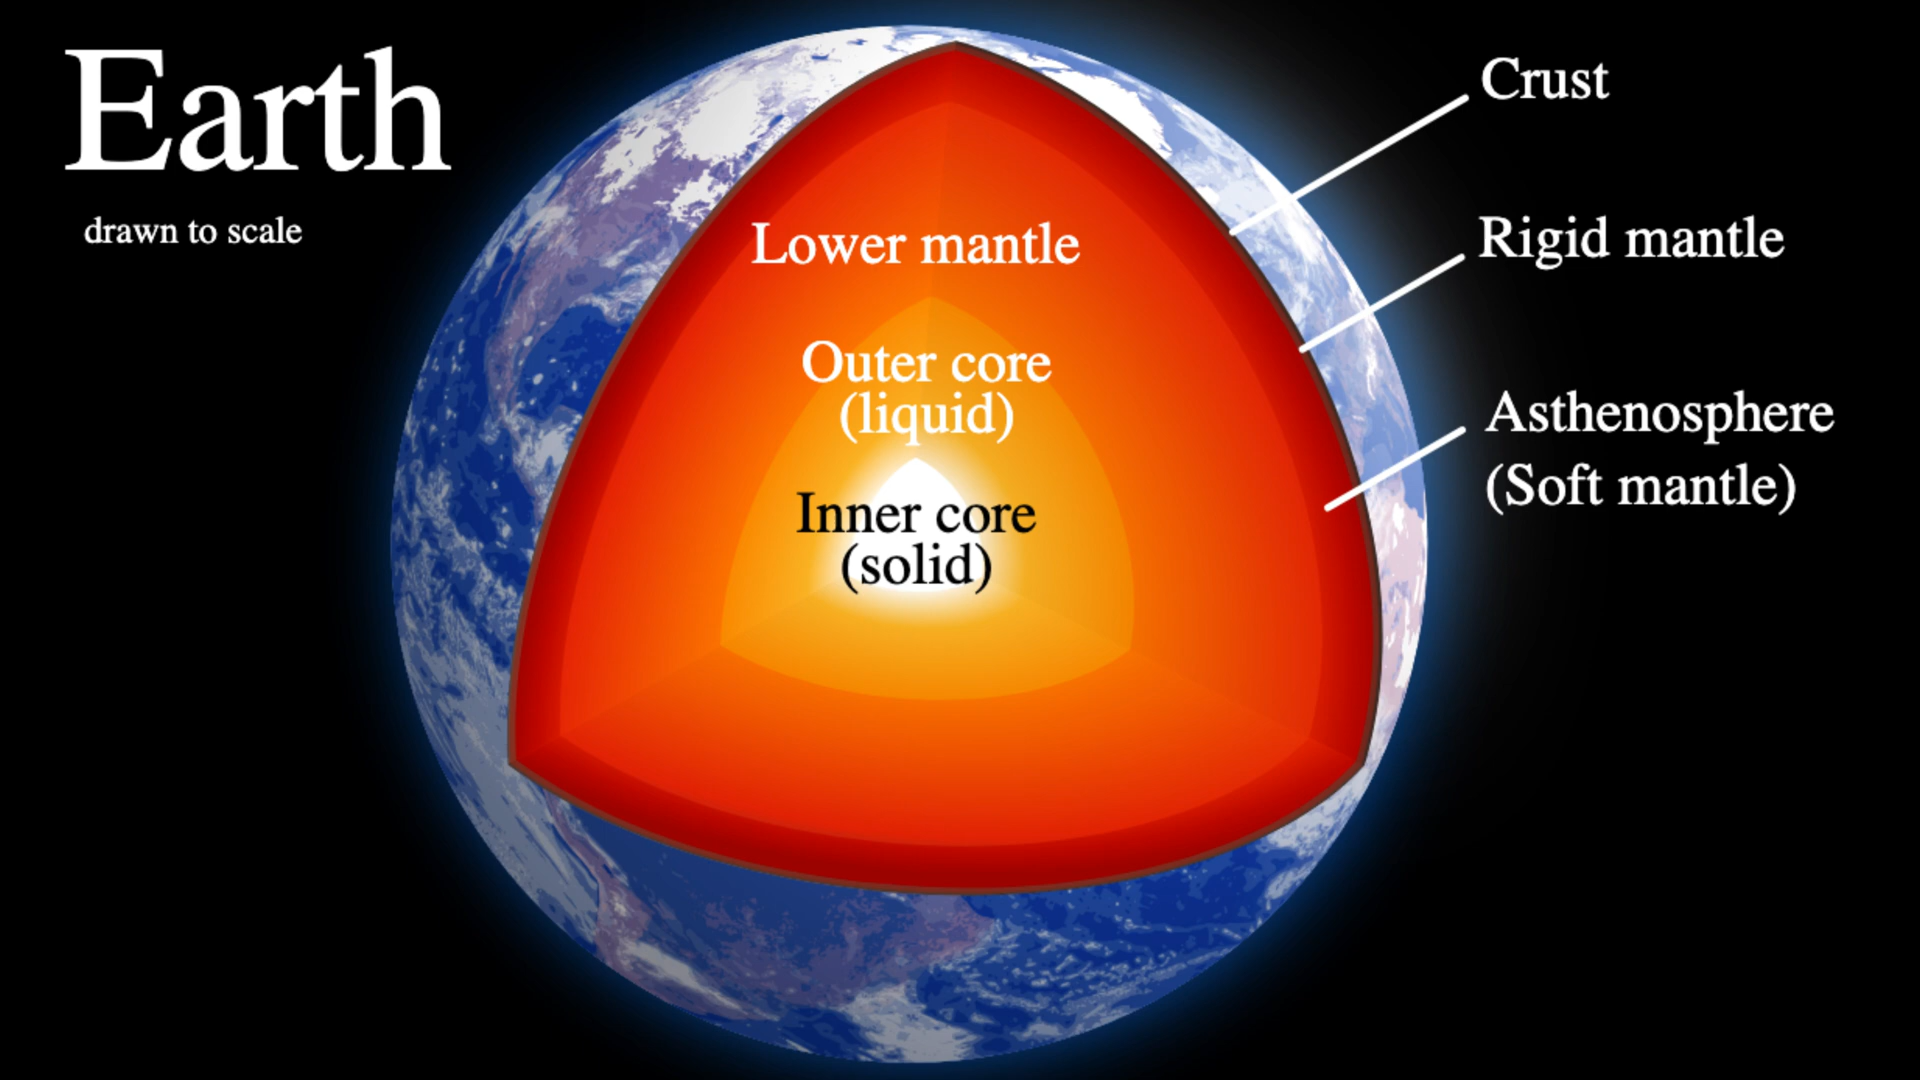 Earth
drawn to scale
Crust
Rigid mantle
Asthenosphere
(Soft mantle)
Lower mantle
Outer core
(liquid)
Inner core
(solid)